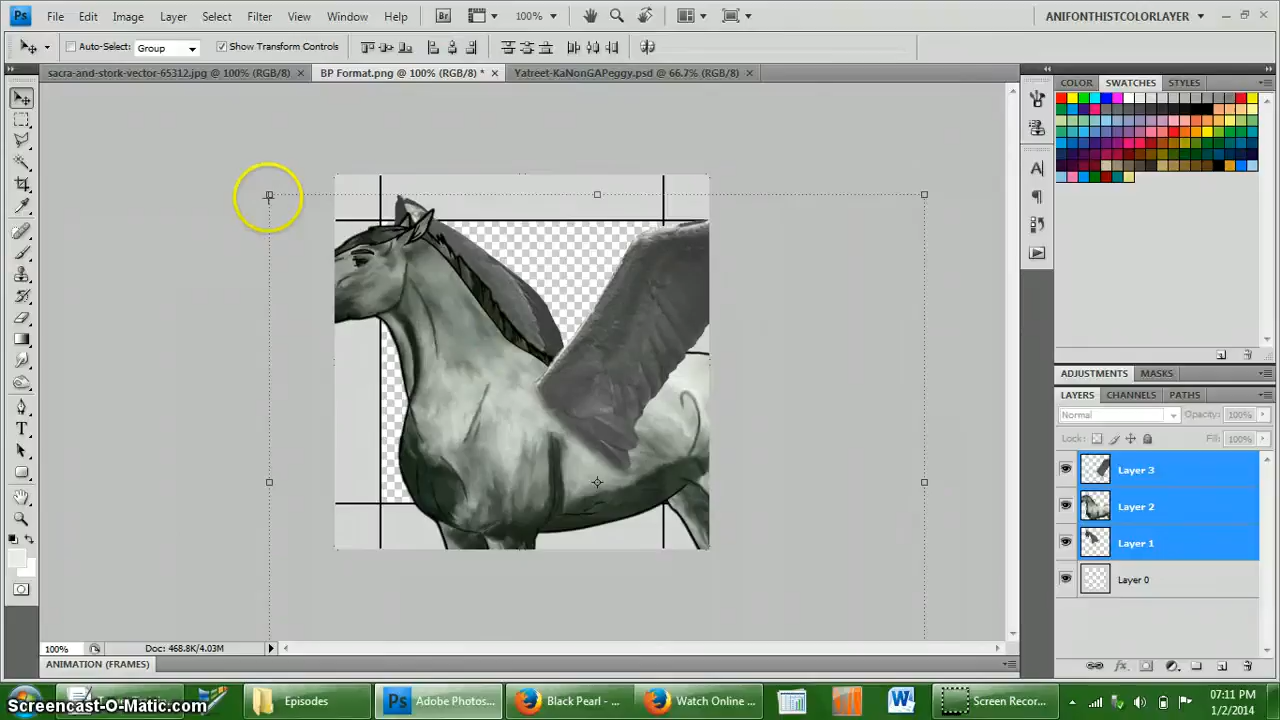 Ps File Edit Image Layer Select Filter View Window Help Br 100% ANIFONTHISTCOLORLAYER
Auto-Select: Group Show Transform Controls
sacra-and-stork-vector-65312.jpg @ 100% (RGB/8) × BP Format.png @ 100% (RGB/8) * × Yatreet-KaNonGAPeggy.psd @ 66.7% (RGB/8) ×
COLOR SWATCHES STYLES
ADJUSTMENTS MASKS
LAYERS CHANNELS PATHS
Normal Opacity: 100%
Lock: Fill: 100%
Layer 3
Layer 2
Layer 1
Layer 0
100% Doc: 468.8K/4.03M
ANIMATION (FRAMES)
Episodes Ps Adobe Photos... Black Pearl - ... Watch Online ... Screen Recor...
07:11 PM
1/2/2014
Screencast-O-Matic.com